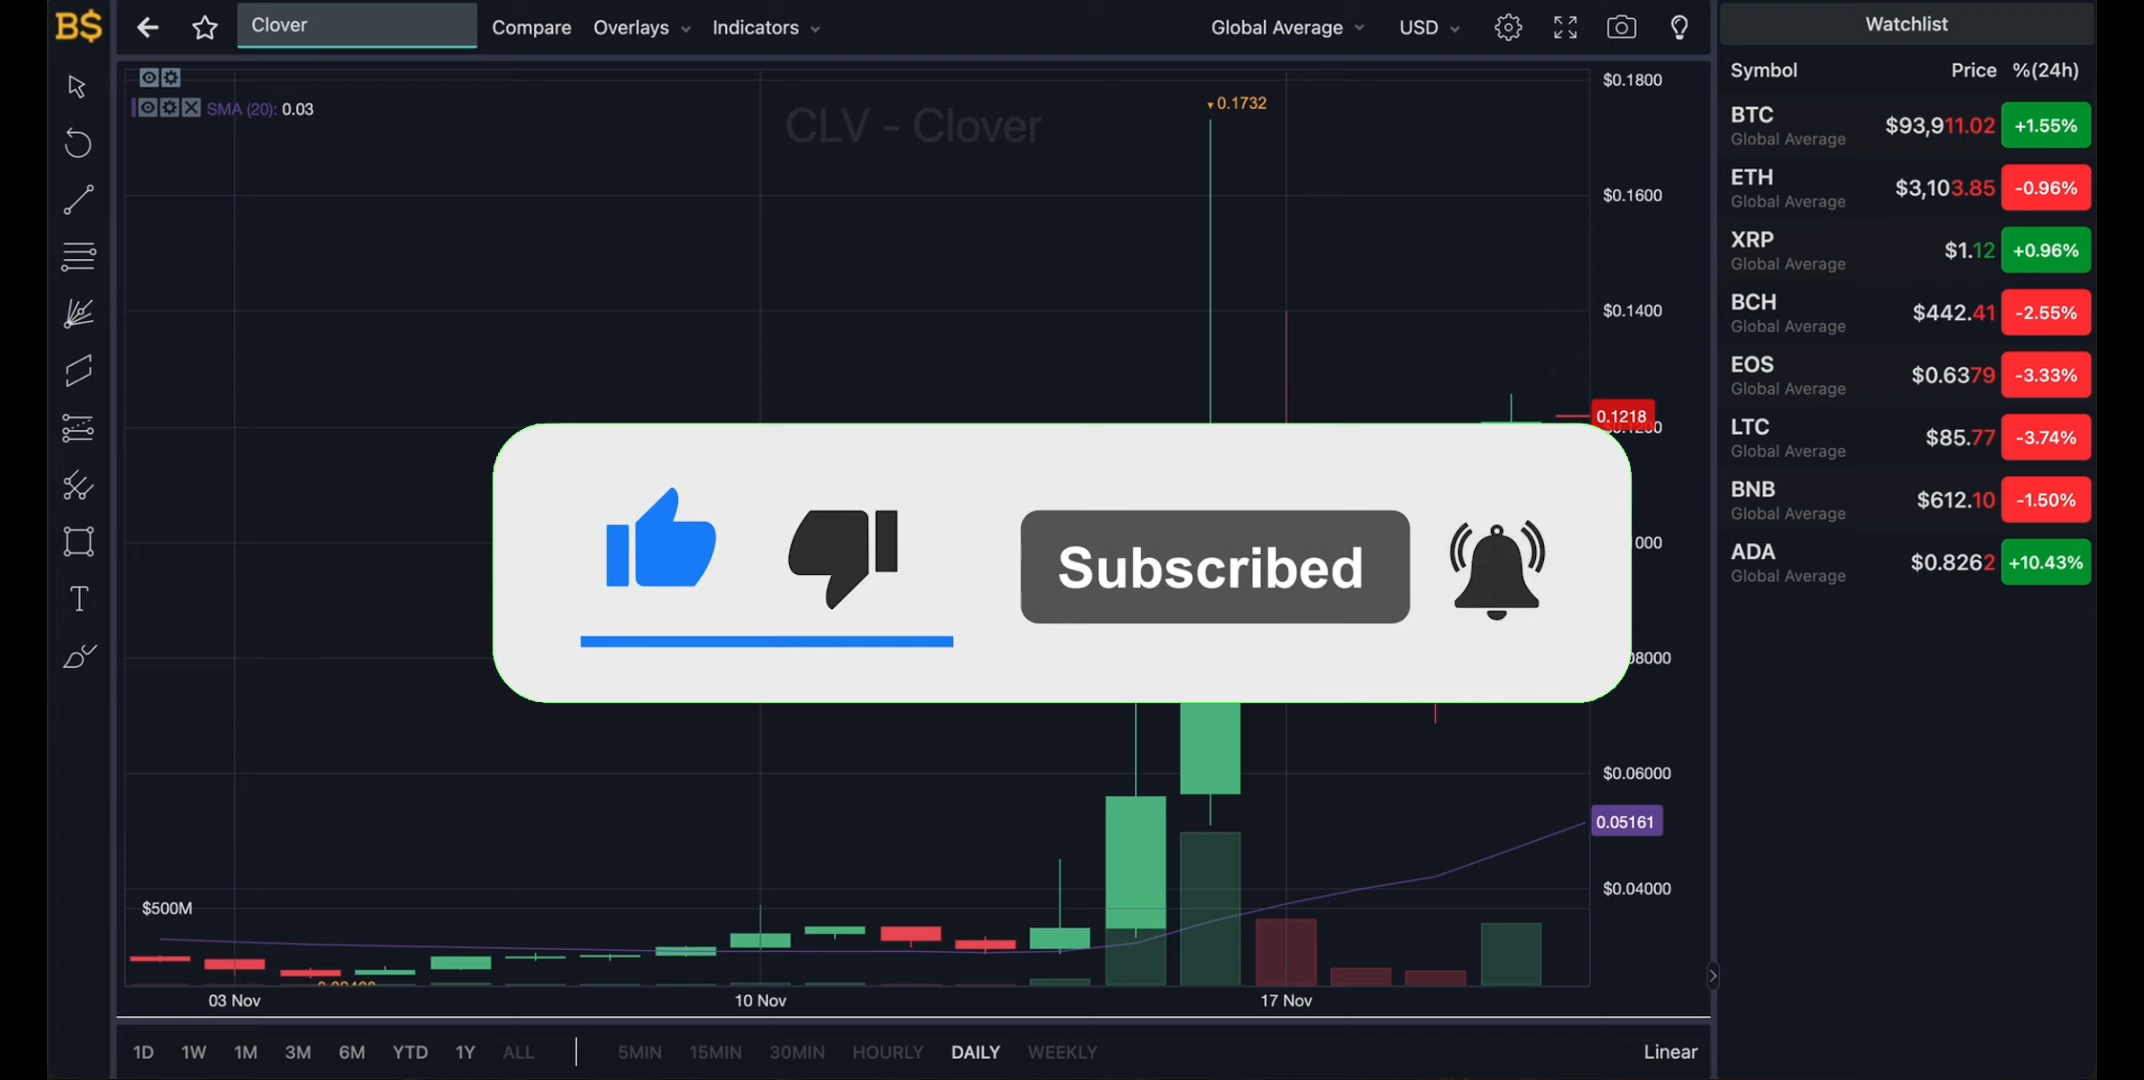 B$
Clover
Compare
Overlays
Indicators
Global Average
USD
Watchlist
Symbol Price %(24h)
SMA (20): 0.03
CLV - Clover
0.1732
$0.1800
$0.1600
$0.1400
0.1218
$0.06000
0.05161
$0.04000
$500M
03 Nov
10 Nov
17 Nov
Subscribed
BTC $93,911.02 +1.55%
Global Average
ETH $3,103.85 -0.96%
Global Average
XRP $1.12 +0.96%
Global Average
BCH $442.41 -2.55%
Global Average
EOS $0.6379 -3.33%
Global Average
LTC $85.77 -3.74%
Global Average
BNB $612.10 -1.50%
Global Average
ADA $0.8262 +10.43%
Global Average
T
1D 1W 1M 3M 6M YTD 1Y ALL
5MIN 15MIN 30MIN HOURLY DAILY WEEKLY
Linear